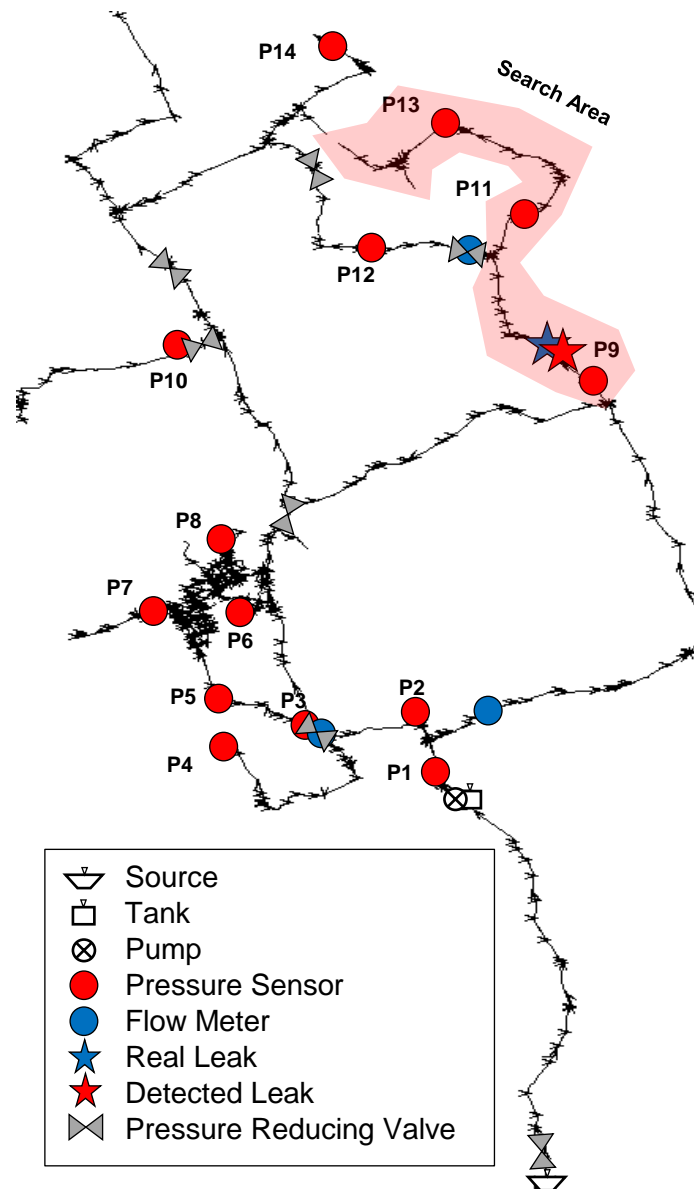 P14
Search Area
P13
P11
P12
P9
P10
P8
P7
P6
P5
P3
P2
P4
P1
Source
Tank
Pump
Pressure Sensor
Flow Meter
Real Leak
Detected Leak
Pressure Reducing Valve